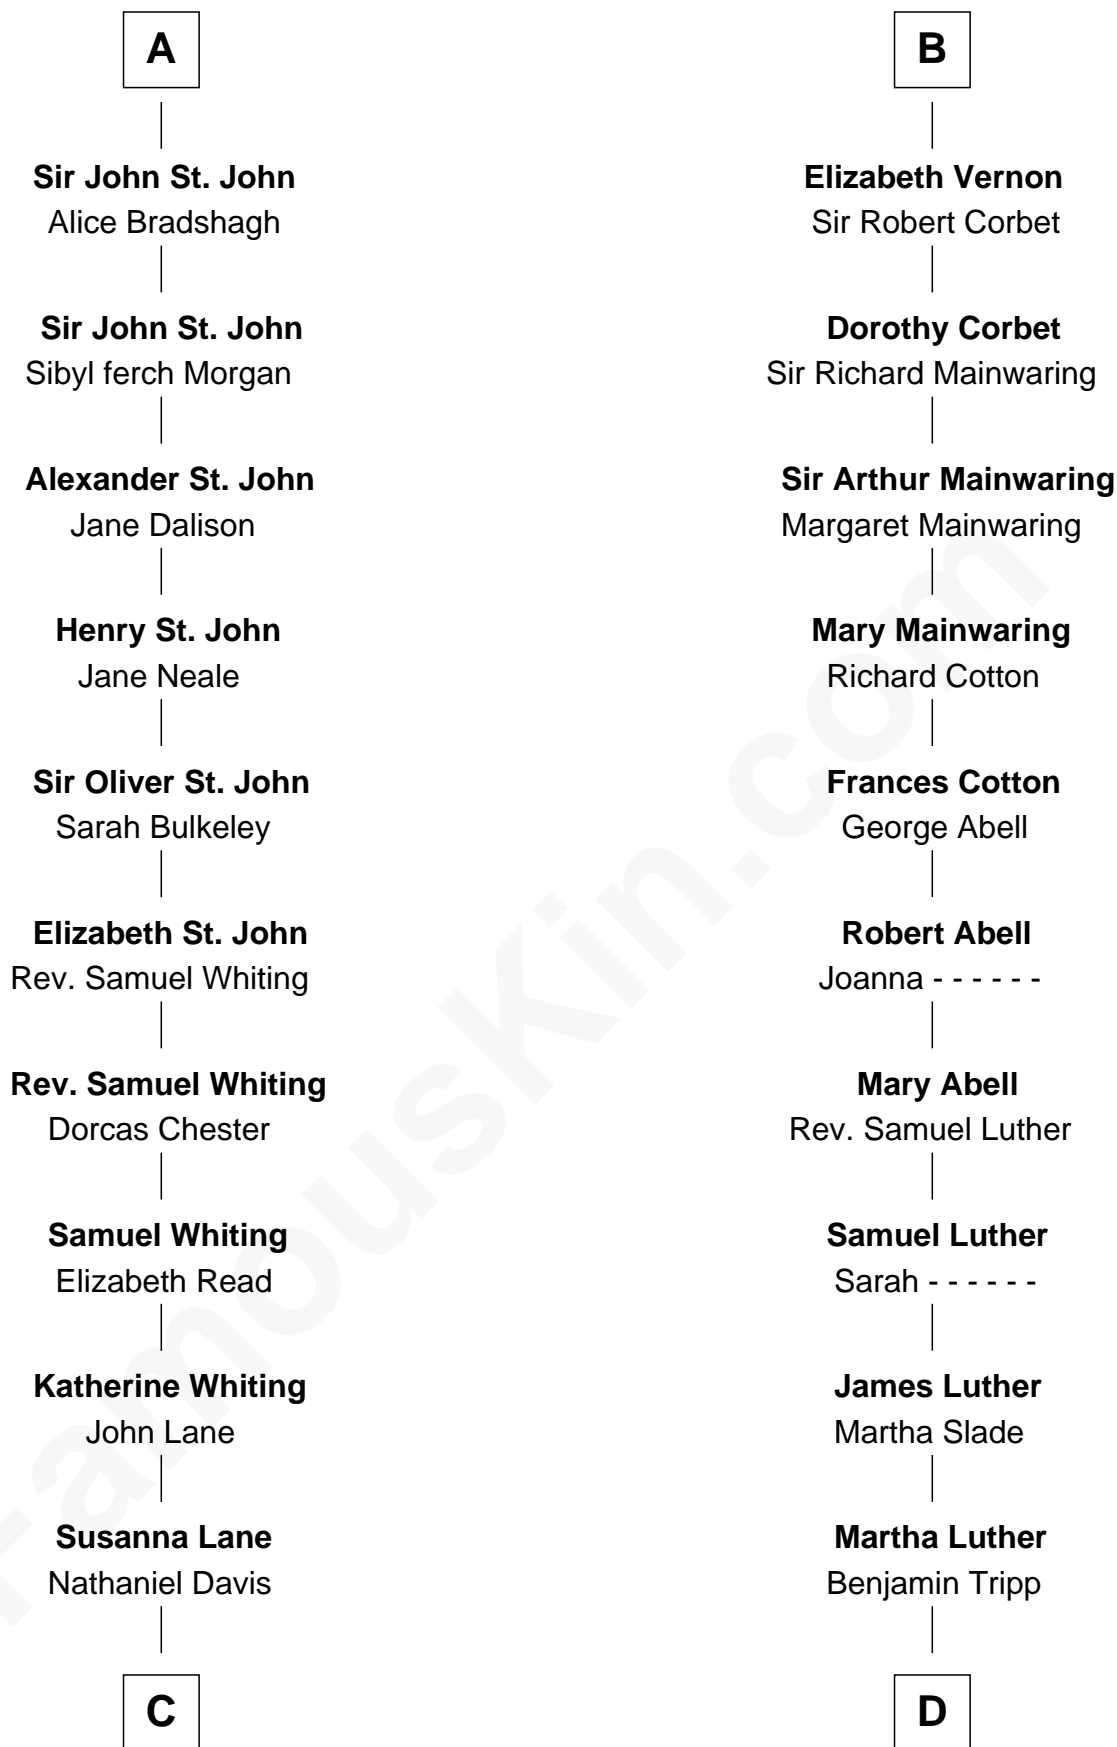 A
Sir John St. John
Alice Bradshagh
Sir John St. John
Sibyl ferch Morgan
Alexander St. John
Jane Dalison
Henry St. John
Jane Neale
Sir Oliver St. John
Sarah Bulkeley
Elizabeth St. John
Rev. Samuel Whiting
Rev. Samuel Whiting
Dorcas Chester
Samuel Whiting
Elizabeth Read
Katherine Whiting
John Lane
Susanna Lane
Nathaniel Davis
C
B
Elizabeth Vernon
Sir Robert Corbet
Dorothy Corbet
Sir Richard Mainwaring
Sir Arthur Mainwaring
Margaret Mainwaring
Mary Mainwaring
Richard Cotton
Frances Cotton
George Abell
Robert Abell
Joanna - - - - - -
Mary Abell
Rev. Samuel Luther
Samuel Luther
Sarah - - - - - -
James Luther
Martha Slade
Martha Luther
Benjamin Tripp
D
FamousKin.com